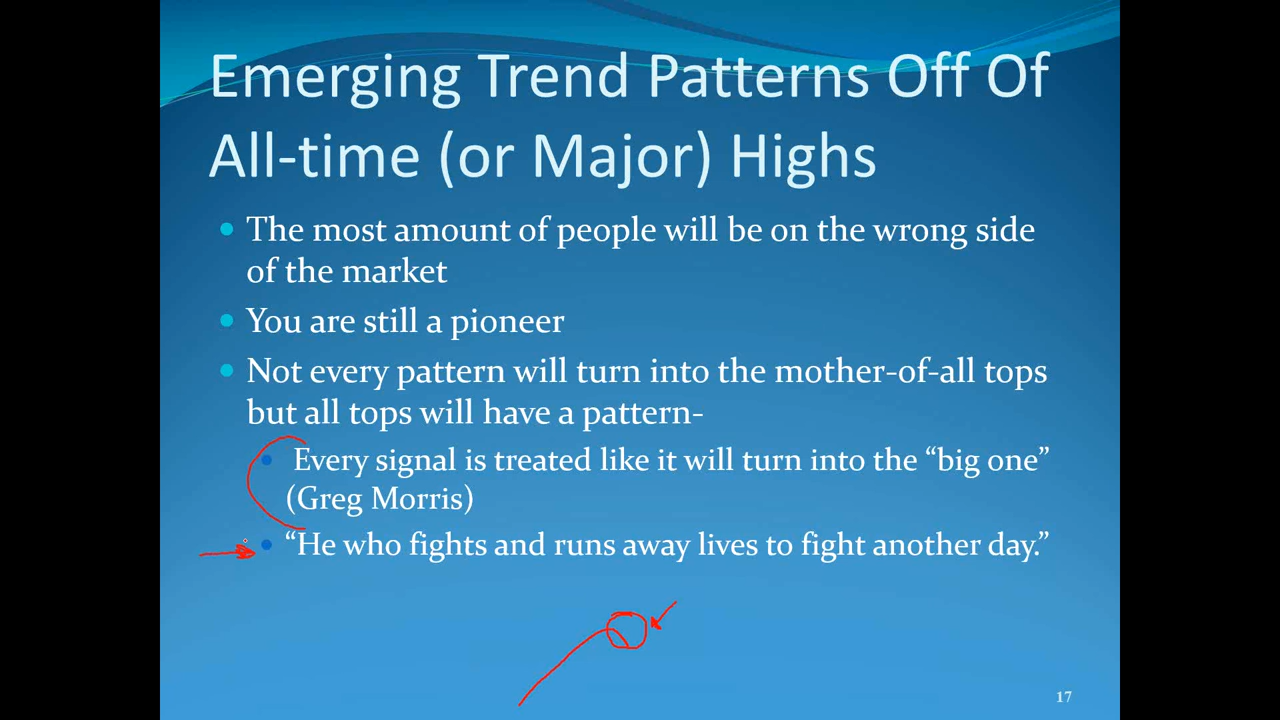 Emerging Trend Patterns Off Of
All-time (or Major) Highs
The most amount of people will be on the wrong side
of the market
You are still a pioneer
Not every pattern will turn into the mother-of-all tops
but all tops will have a pattern-
Every signal is treated like it will turn into the “big one”
(Greg Morris)
“He who fights and runs away lives to fight another day.”
17